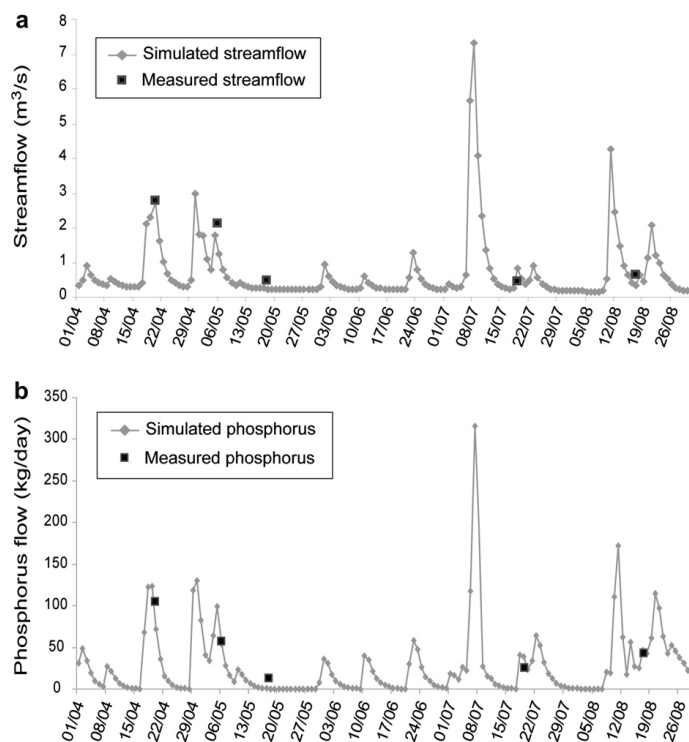 a
8
7
6
5
4
3
2
1
0
Streamflow (m³/s)
Simulated streamflow
Measured streamflow
01/04 08/04 15/04 22/04 29/04 06/05 13/05 20/05 27/05 03/06 10/06 17/06 24/06 01/07 08/07 15/07 22/07 29/07 05/08 12/08 19/08 26/08
b
350
300
250
200
150
100
50
0
Phosphorus flow (kg/day)
Simulated phosphorus
Measured phosphorus
01/04 08/04 15/04 22/04 29/04 06/05 13/05 20/05 27/05 03/06 10/06 17/06 24/06 01/07 08/07 15/07 22/07 29/07 05/08 12/08 19/08 26/08